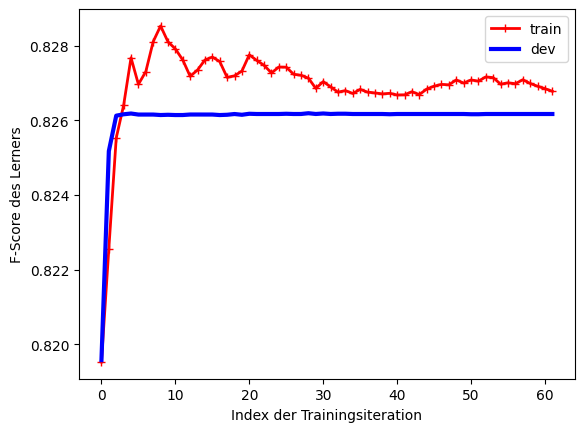 train
dev
0.828
0.826
0.824
0.822
0.820
F-Score des Lerners
0 10 20 30 40 50 60
Index der Trainingsiteration